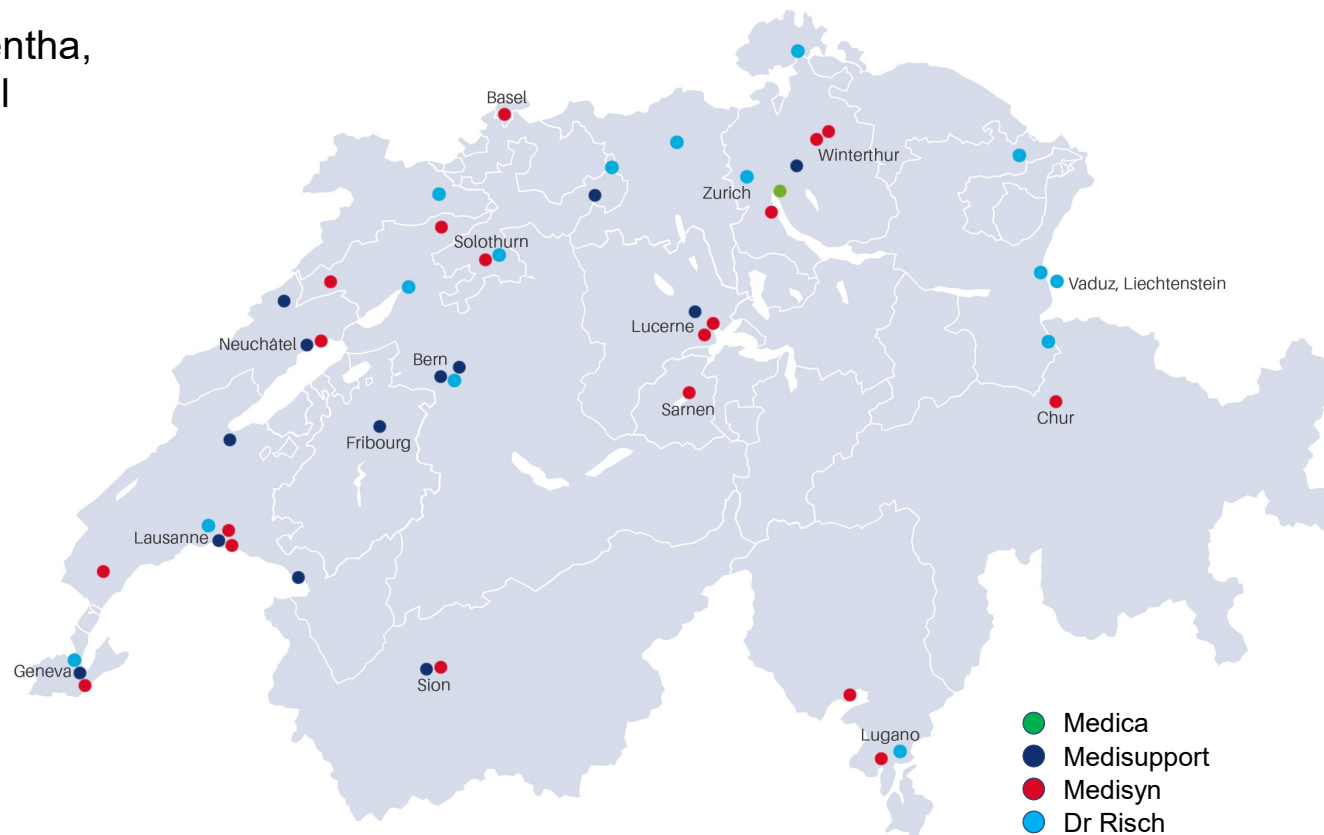 entha,
l
Basel
Winterthur
Zurich
Solothurn
Vaduz, Liechtenstein
Lucerne
Neuchâtel
Bern
Sarnen
Chur
Fribourg
Lausanne
Geneva
Sion
Lugano
Medica
Medisupport
Medisyn
Dr Risch